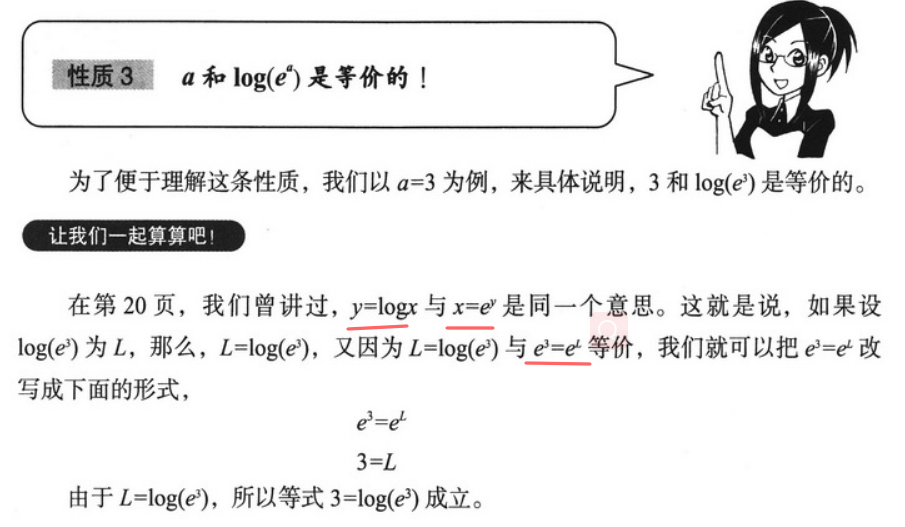 性质 3 a 和 log(eᵃ) 是等价的！
为了便于理解这条性质，我们以 a=3 为例，来具体说明，3 和 log(e³) 是等价的。
让我们一起算算吧！
在第 20 页，我们曾讲过，y=logx 与 x=eʸ 是同一个意思。这就是说，如果设
log(e³) 为 L，那么，L=log(e³)，又因为 L=log(e³) 与 e³=eᴸ 等价，我们就可以把 e³=eᴸ 改
写成下面的形式，
e³=eᴸ
3=L
由于 L=log(e³)，所以等式 3=log(e³) 成立。